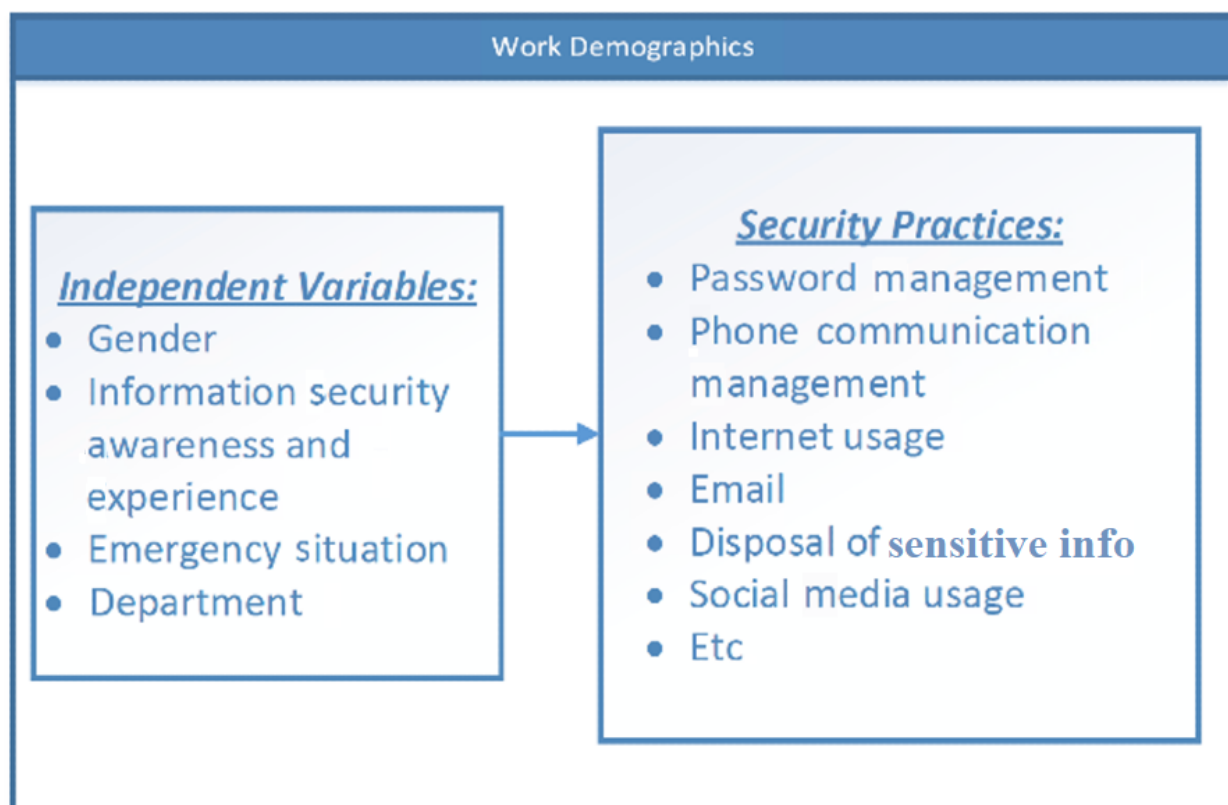 Work Demographics
Independent Variables:
• Gender
• Information security
awareness and
experience
• Emergency situation
• Department
Security Practices:
• Password management
• Phone communication
management
• Internet usage
• Email
• Disposal of sensitive info
• Social media usage
• Etc